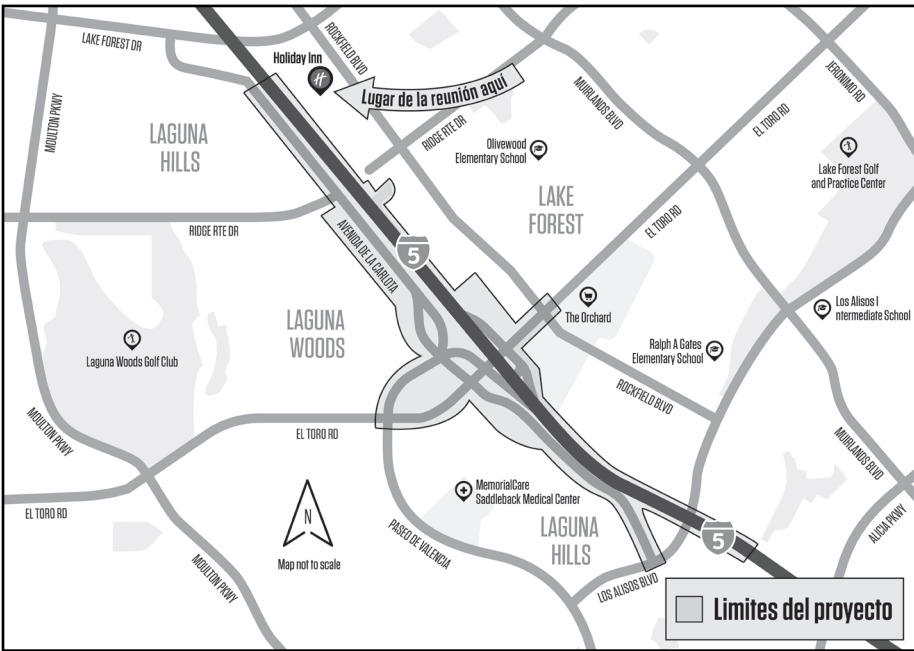 LAKE FOREST DR
ROCKFIELD BLVD
Holiday Inn
H
Lugar de la reunión aquí
MOULTON PKWY
LAGUNA
HILLS
RIDGE RTE DR
MUIRLANDS BLVD
JERONIMO RD
EL TORO RD
Olivewood
Elementary School
Lake Forest Golf
and Practice Center
LAKE
FOREST
RIDGE RTE DR
AVENIDA DE LA CARLOTA
5
EL TORO RD
The Orchard
Los Alisos I
ntermediate School
LAGUNA
WOODS
Laguna Woods Golf Club
Ralph A Gates
Elementary School
ROCKFIELD BLVD
MOULTON PKWY
EL TORO RD
MUIRLANDS BLVD
MemorialCare
Saddleback Medical Center
EL TORO RD
N
Map not to scale
PASEO DE VALENCIA
LAGUNA
HILLS
5
ALICIA PKWY
MOULTON PKWY
LOS ALISOS BLVD
Límites del proyecto